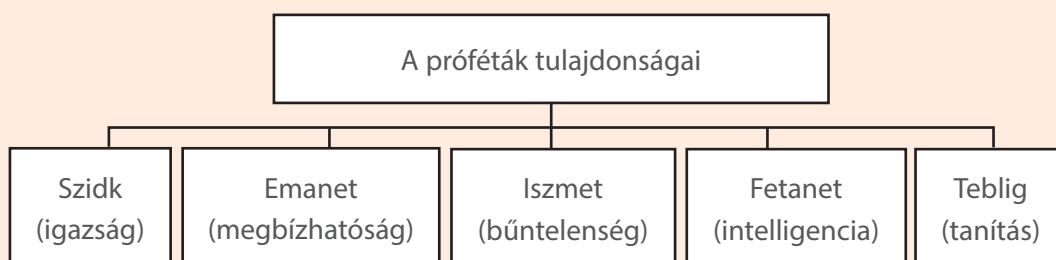 A próféták tulajdonságai
Szidk
(igazság)
Emanet
(megbízhatóság)
Iszmet
(bűntelenség)
Fetanet
(intelligencia)
Teblig
(tanítás)